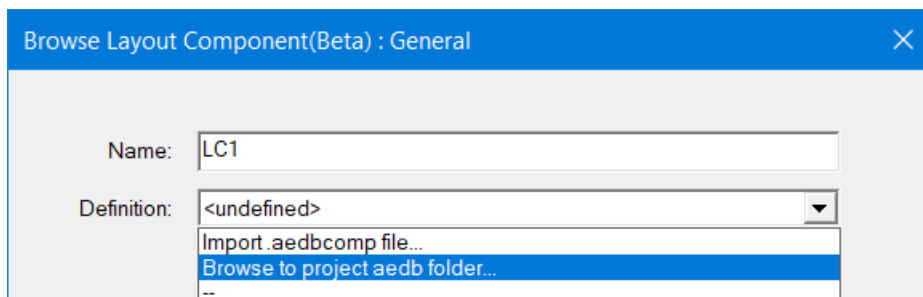 Browse Layout Component(Beta) : General
Name: LC1
Definition: <undefined>
Import .aedbcomp file...
Browse to project aedb folder...
--